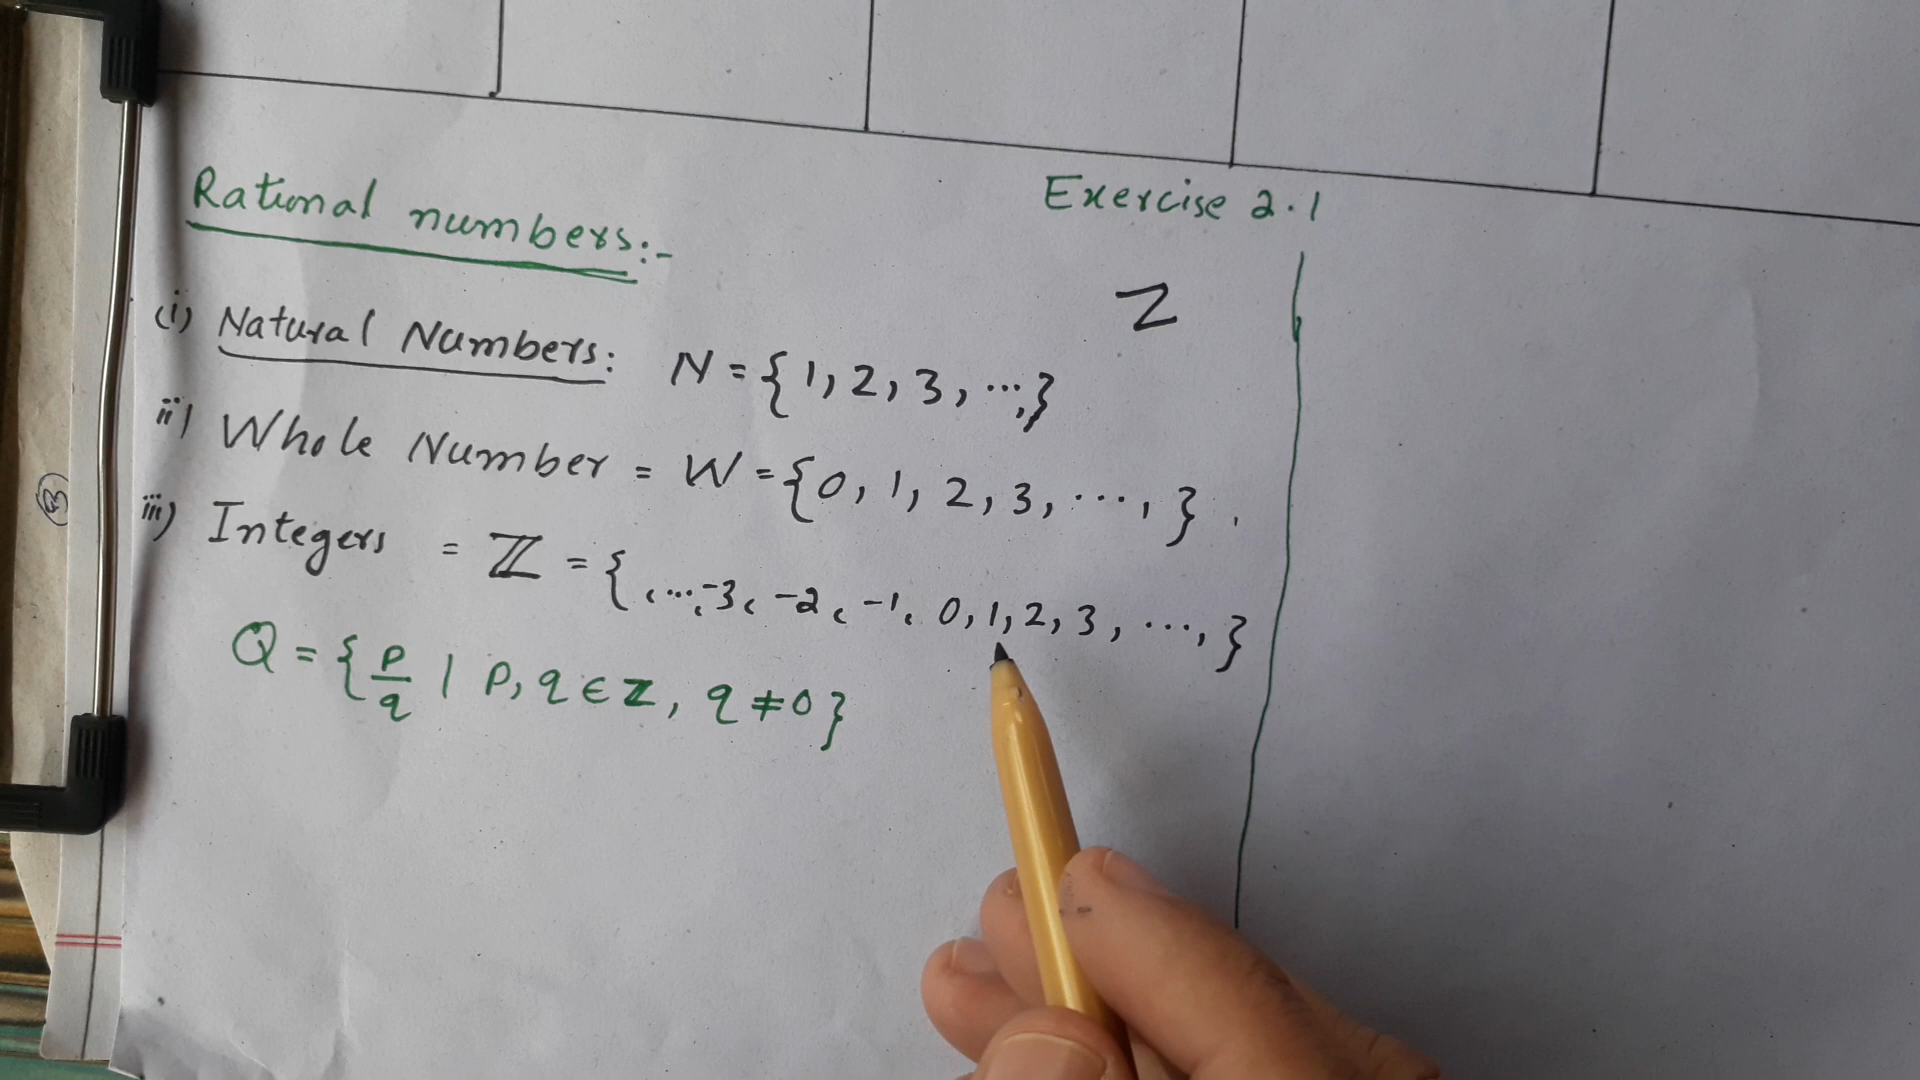 Rational numbers:-
Exercise 2.1
Z
(i) Natural Numbers: N = {1, 2, 3, ...,}
ii) Whole Number = W = {0, 1, 2, 3, ..., } .
iii) Integers = ℤ = {, ..., -3, -2, -1, 0, 1, 2, 3, ..., }
Q = {p/q | p, q ∈ Z, q ≠ 0}